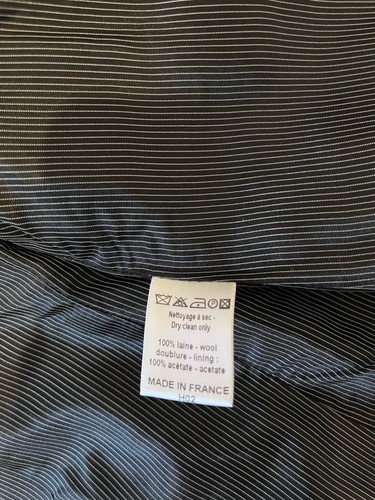 Nettoyage à sec -
Dry clean only
100% laine - wool
doublure - lining :
100% acétate - acetate
MADE IN FRANCE
H02